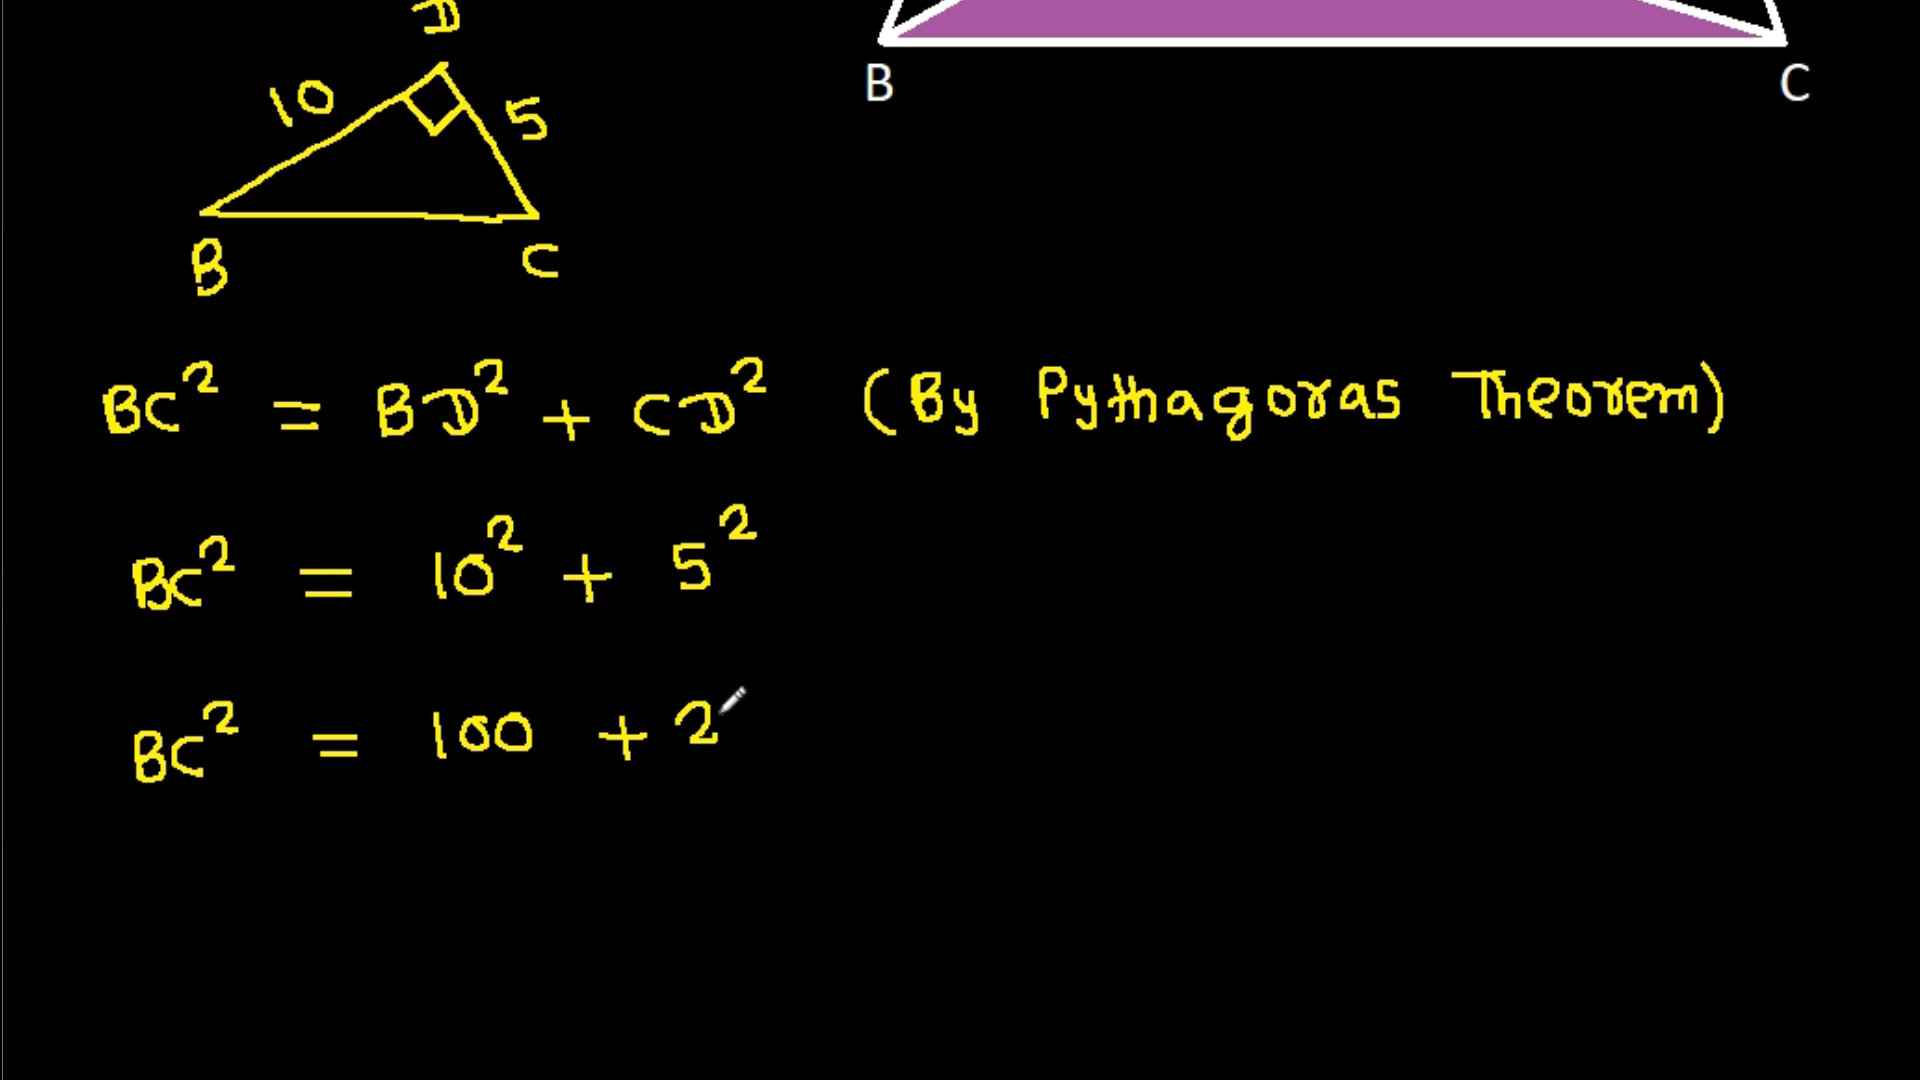 D
10 5
B C
B C
BC² = BD² + CD² (By Pythagoras Theorem)
BC² = 10² + 5²
BC² = 100 + 2